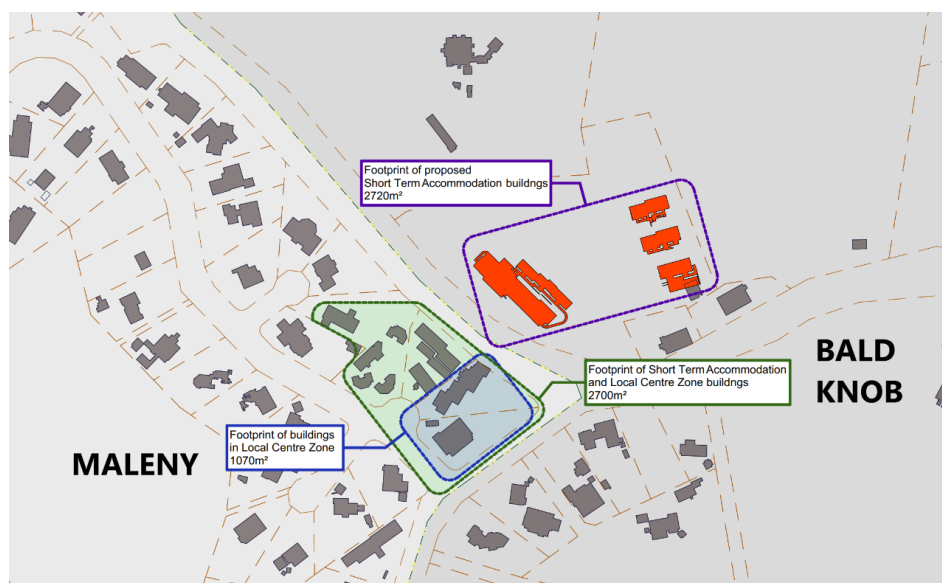 Footprint of proposed
Short Term Accommodation buildngs
2720m²
BALD
KNOB
Footprint of Short Term Accommodation
and Local Centre Zone buildngs
2700m²
Footprint of buildings
in Local Centre Zone
1070m²
MALENY